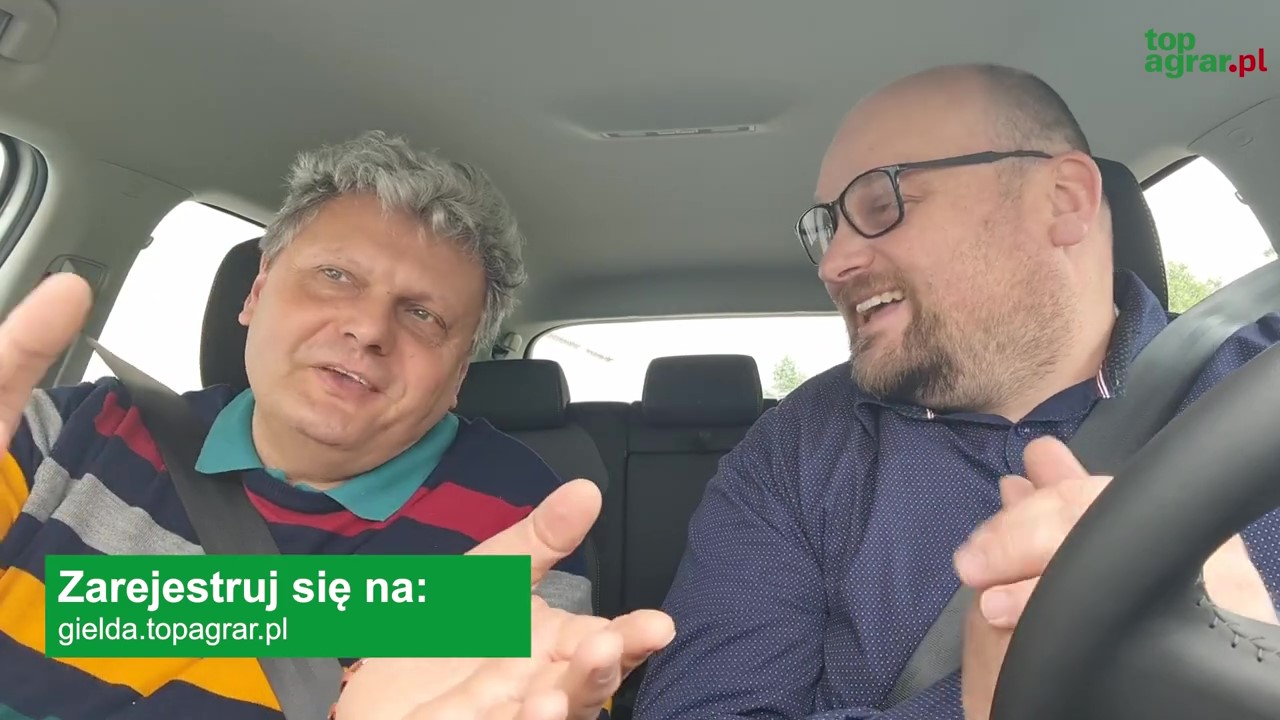 top
agrar.pl
Zarejestruj się na:
gielda.topagrar.pl